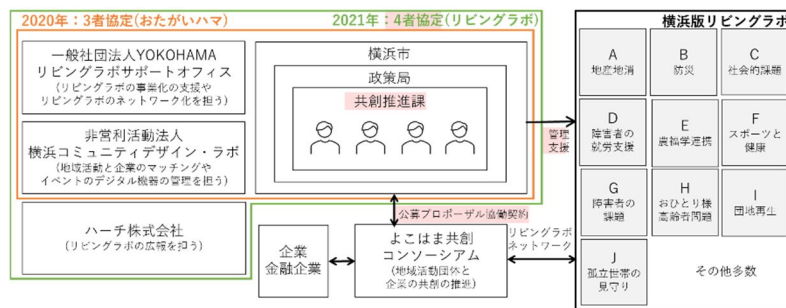 2020年：3者協定(おたがいハマ)
2021年：4者協定(リビングラボ)
横浜版リビングラボ
一般社団法人YOKOHAMA
リビングラボサポートオフィス
(リビングラボの事業化の支援や
リビングラボのネットワーク化を担う)
非営利活動法人
横浜コミュニティデザイン・ラボ
(地域活動と企業のマッチングや
イベントのデジタル機器の管理を担う)
ハーチ株式会社
(リビングラボの広報を担う)
横浜市
政策局
共創推進課
管理
支援
公募プロポーザル協働契約
企業
金融企業
よこはま共創
コンソーシアム
(地域活動団体と
企業の共創の推進)
リビングラボ
ネットワーク
A
地産地消
B
防災
C
社会的課題
D
障害者の
就労支援
E
農福学連携
F
スポーツと
健康
G
障害者の
課題
H
おひとり様
高齢者問題
I
団地再生
J
孤立世帯の
見守り
その他多数